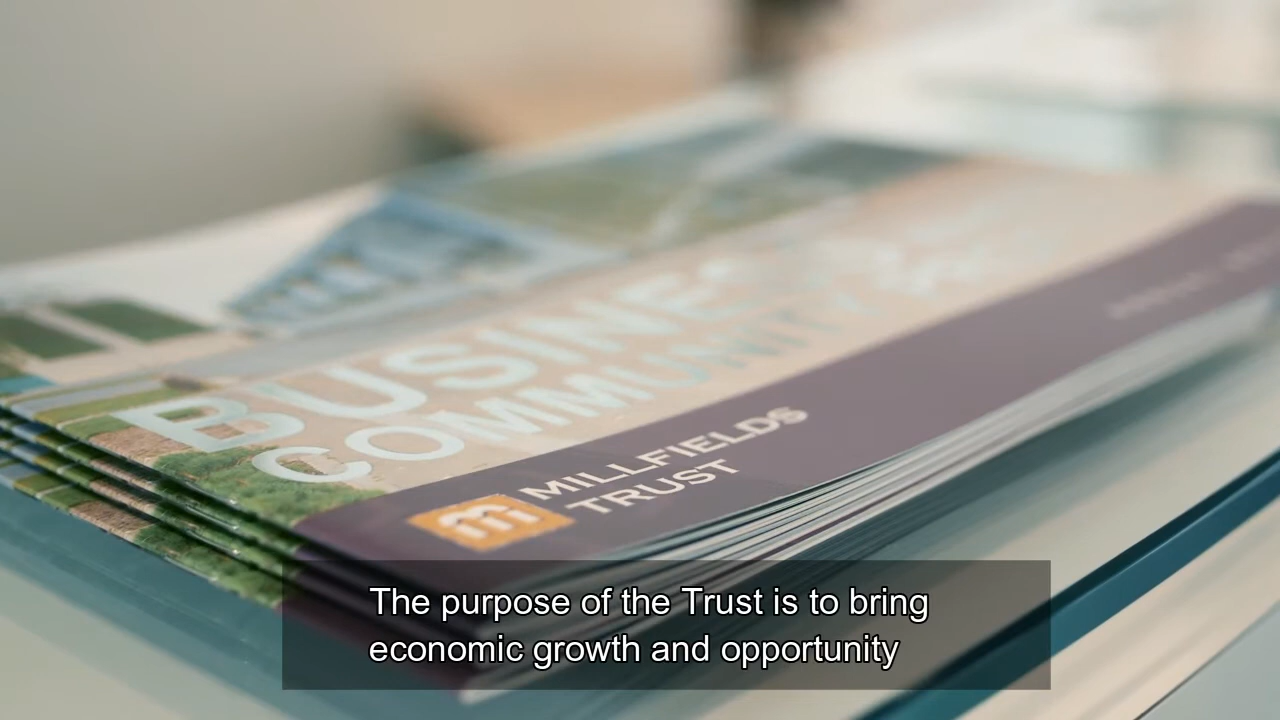 BUSINESS
COMMUNITY
MILLFIELDS
TRUST
The purpose of the Trust is to bring
economic growth and opportunity